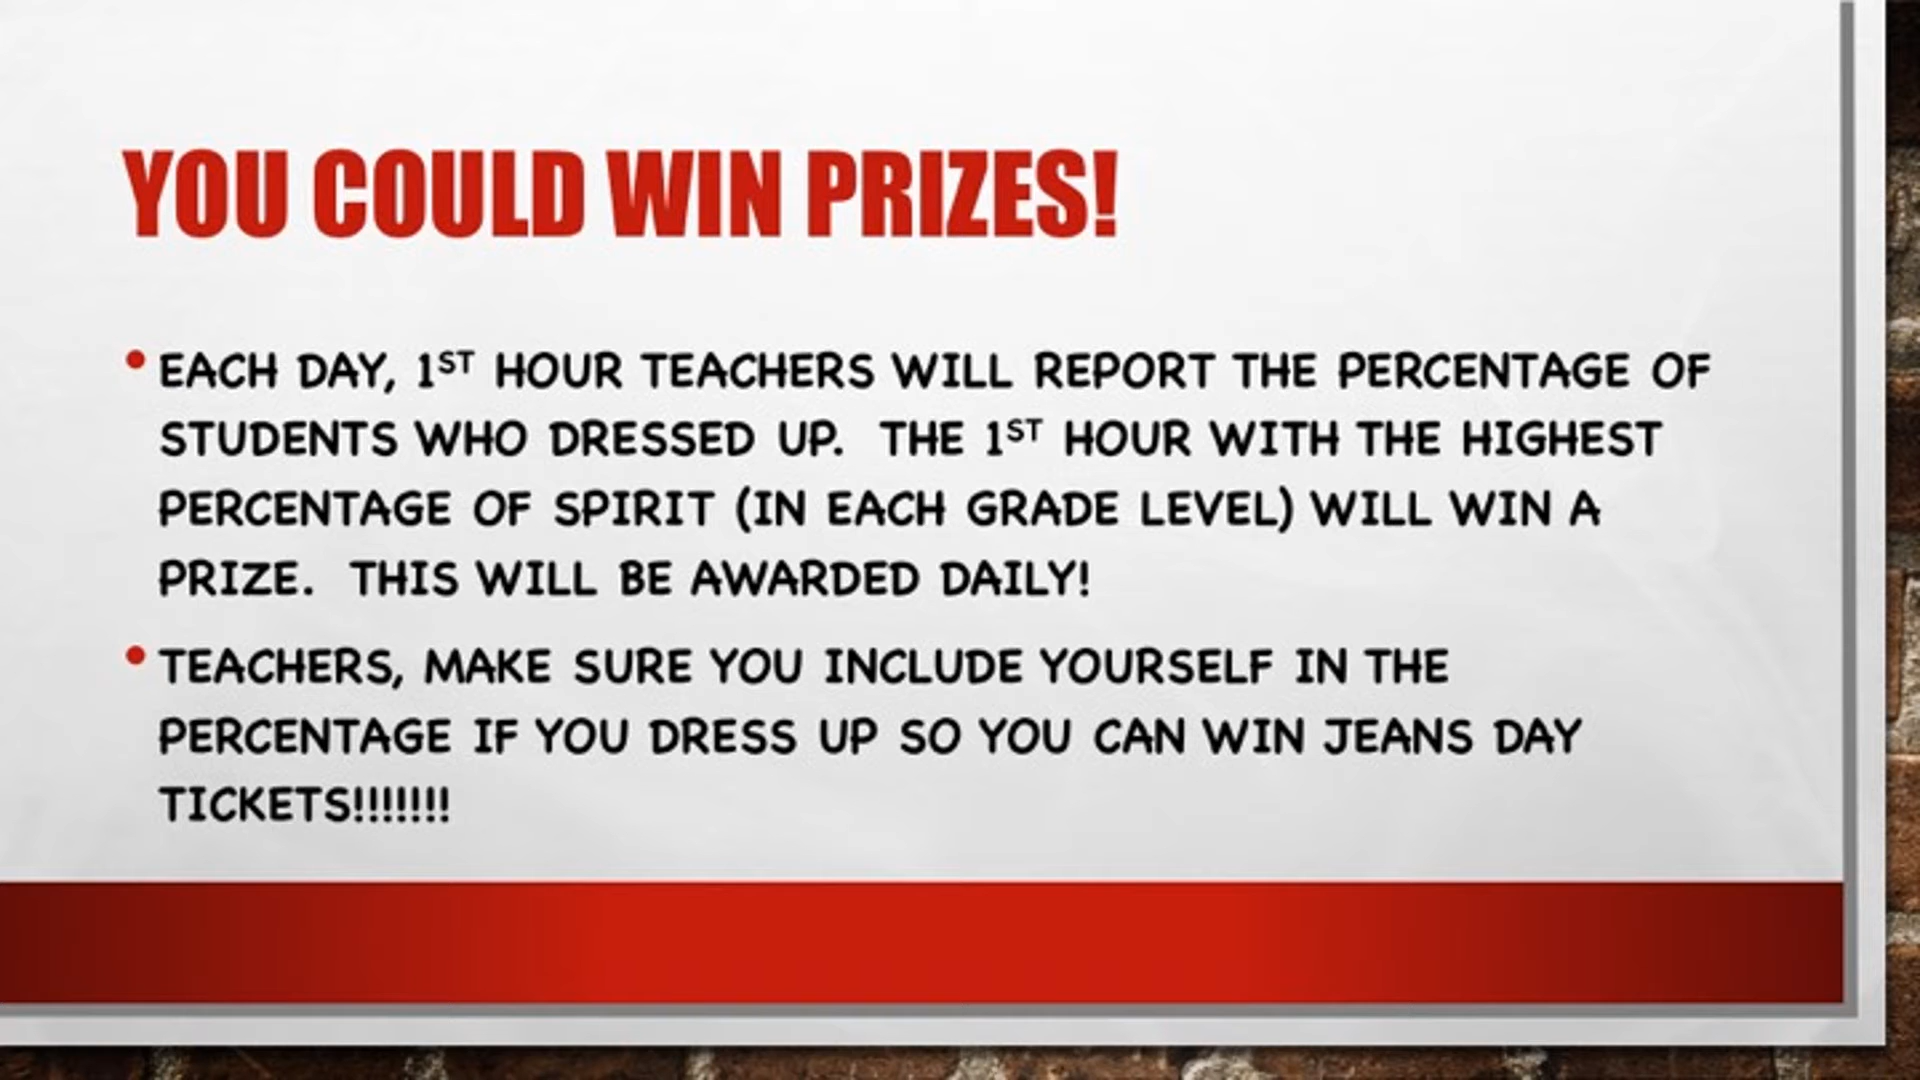 YOU COULD WIN PRIZES!
• EACH DAY, 1ST HOUR TEACHERS WILL REPORT THE PERCENTAGE OF
STUDENTS WHO DRESSED UP.  THE 1ST HOUR WITH THE HIGHEST
PERCENTAGE OF SPIRIT (IN EACH GRADE LEVEL) WILL WIN A
PRIZE.  THIS WILL BE AWARDED DAILY!
• TEACHERS, MAKE SURE YOU INCLUDE YOURSELF IN THE
PERCENTAGE IF YOU DRESS UP SO YOU CAN WIN JEANS DAY
TICKETS!!!!!!!